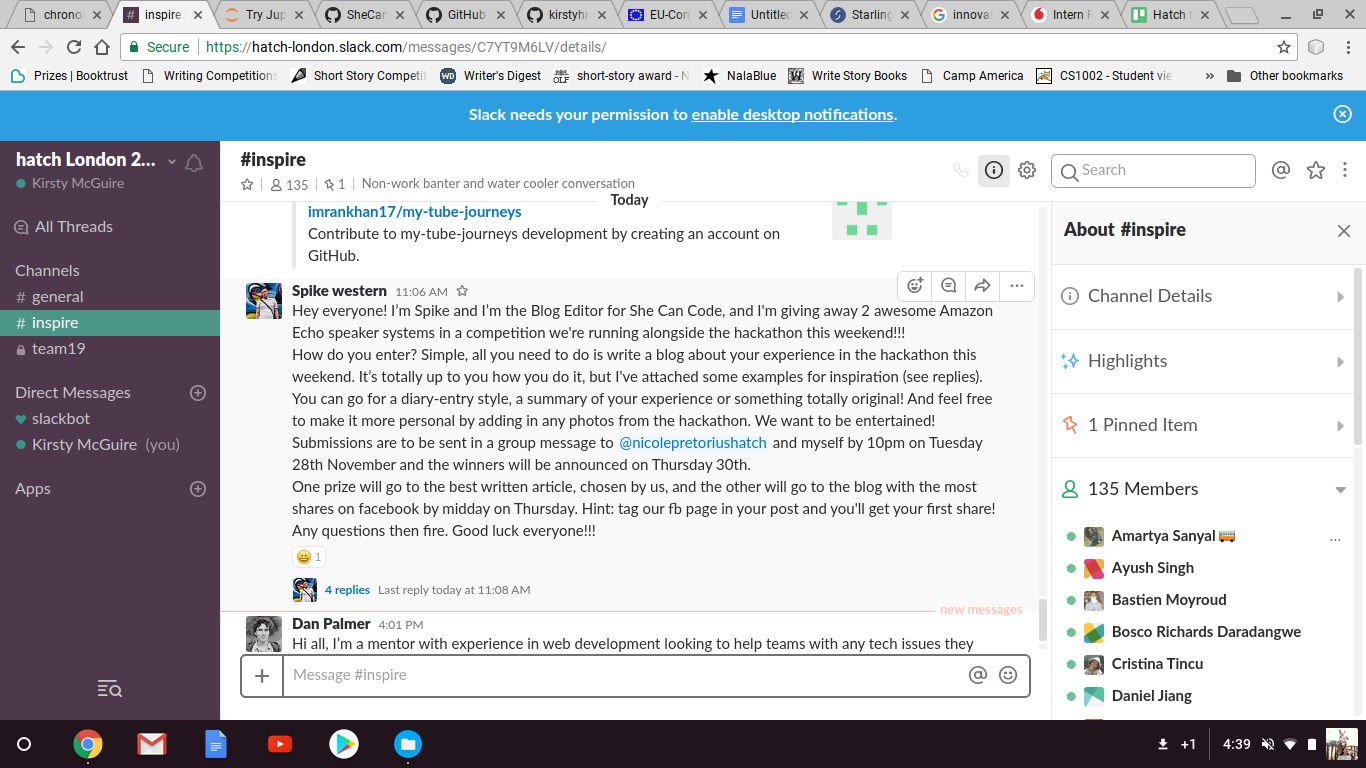 chrono
inspire
Try Jup
SheCar
GitHub
kirstyhr
EU-Con
Untitled
Starling
innovat
Intern F
Hatch t
Secure https://hatch-london.slack.com/messages/C7YT9M6LV/details/
Prizes | Booktrust Writing Competitions Short Story Competit Writer's Digest short-story award - N NalaBlue Write Story Books Camp America CS1002 - Student vie » Other bookmarks
Slack needs your permission to enable desktop notifications.
hatch London 2...
Kirsty McGuire
All Threads
Channels
# general
# inspire
team19
Direct Messages
slackbot
Kirsty McGuire (you)
Apps
#inspire
135 1 Non-work banter and water cooler conversation
Search
Today
imrankhan17/my-tube-journeys
Contribute to my-tube-journeys development by creating an account on
GitHub.
Spike western 11:06 AM
Hey everyone! I'm Spike and I'm the Blog Editor for She Can Code, and I'm giving away 2 awesome Amazon
Echo speaker systems in a competition we're running alongside the hackathon this weekend!!!
How do you enter? Simple, all you need to do is write a blog about your experience in the hackathon this
weekend. It's totally up to you how you do it, but I've attached some examples for inspiration (see replies).
You can go for a diary-entry style, a summary of your experience or something totally original! And feel free
to make it more personal by adding in any photos from the hackathon. We want to be entertained!
Submissions are to be sent in a group message to @nicolepretoriushatch and myself by 10pm on Tuesday
28th November and the winners will be announced on Thursday 30th.
One prize will go to the best written article, chosen by us, and the other will go to the blog with the most
shares on facebook by midday on Thursday. Hint: tag our fb page in your post and you'll get your first share!
Any questions then fire. Good luck everyone!!!
1
4 replies Last reply today at 11:08 AM
new messages
Dan Palmer 4:01 PM
Hi all, I'm a mentor with experience in web development looking to help teams with any tech issues they
Message #inspire
About #inspire
Channel Details
Highlights
1 Pinned Item
135 Members
Amartya Sanyal
Ayush Singh
Bastien Moyroud
Bosco Richards Daradangwe
Cristina Tincu
Daniel Jiang
+1 4:39